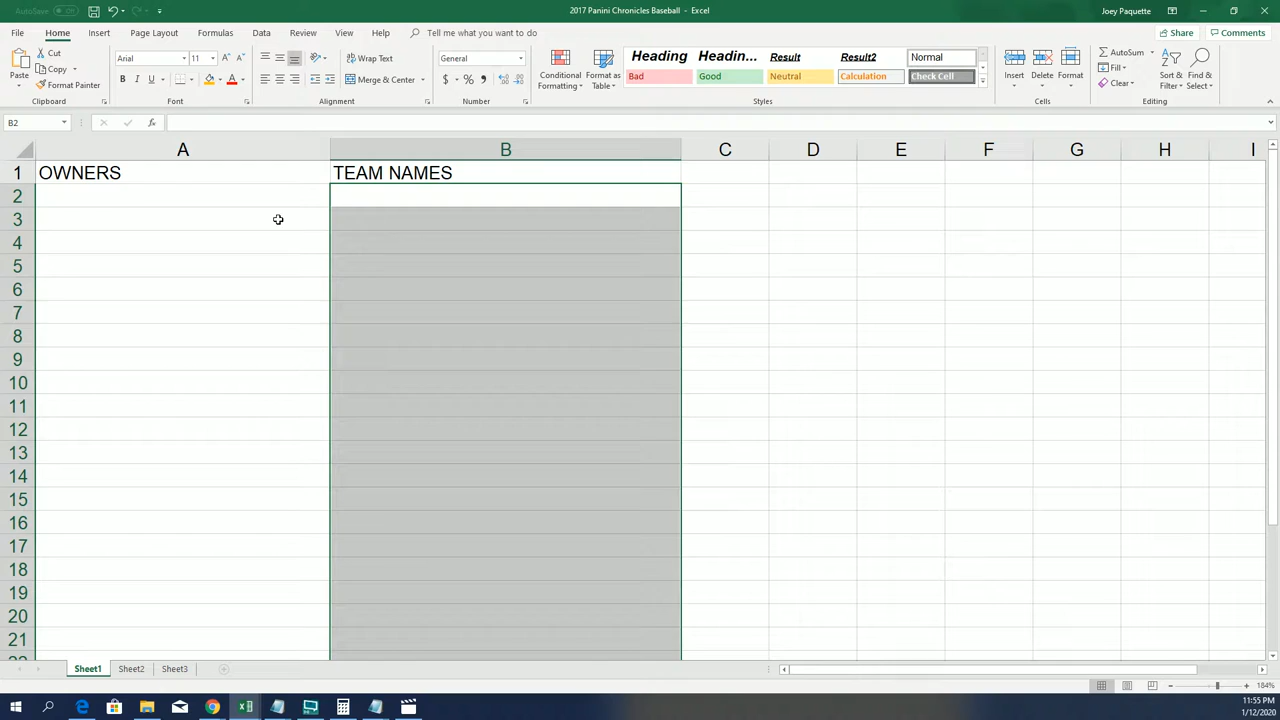 AutoSave Off
2017 Panini Chronicles Baseball - Excel
Joey Paquette
File Home Insert Page Layout Formulas Data Review View Help Tell me what you want to do
Share Comments
Paste
Cut
Copy
Format Painter
Clipboard
Arial 11
B I U
Font
Wrap Text
Merge & Center
Alignment
General
$ % 9
Number
Conditional Formatting
Format as Table
Heading Headin... Result Result2 Normal
Bad Good Neutral Calculation Check Cell
Styles
Insert Delete Format
Cells
AutoSum
Fill
Clear
Sort & Filter
Find & Select
Editing
B2 fx
A B C D E F G H I
1 OWNERS TEAM NAMES
2
3
4
5
6
7
8
9
10
11
12
13
14
15
16
17
18
19
20
21
22
Sheet1 Sheet2 Sheet3
184%
11:55 PM
1/12/2020